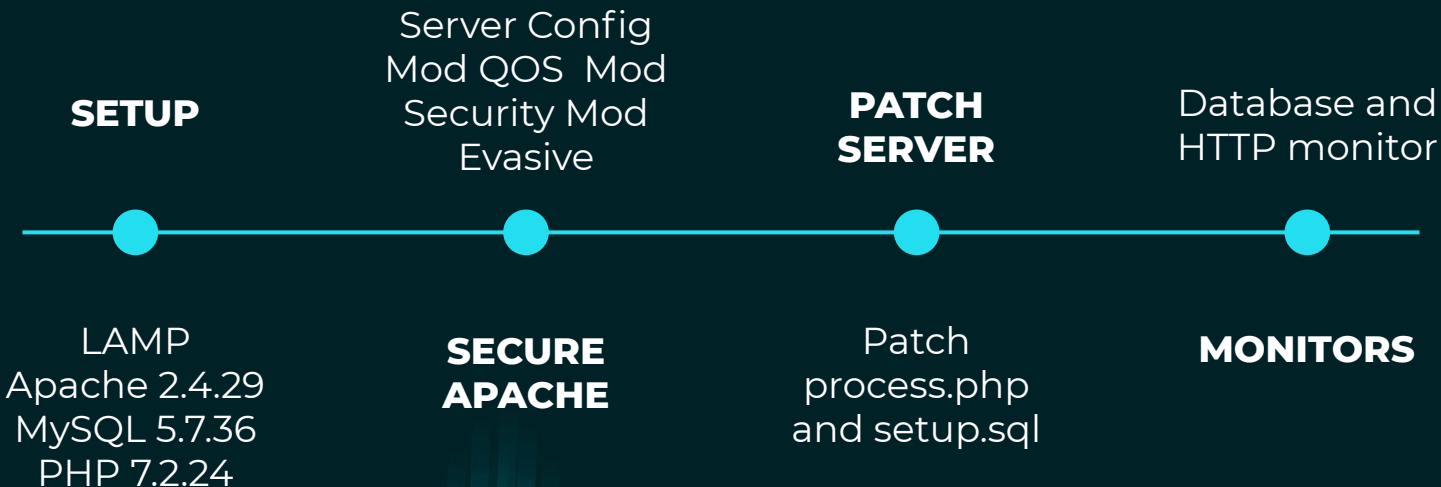 SETUP
LAMP
Apache 2.4.29
MySQL 5.7.36
PHP 7.2.24
Server Config
Mod QOS Mod
Security Mod
Evasive
SECURE
APACHE
PATCH
SERVER
Patch
process.php
and setup.sql
Database and
HTTP monitor
MONITORS